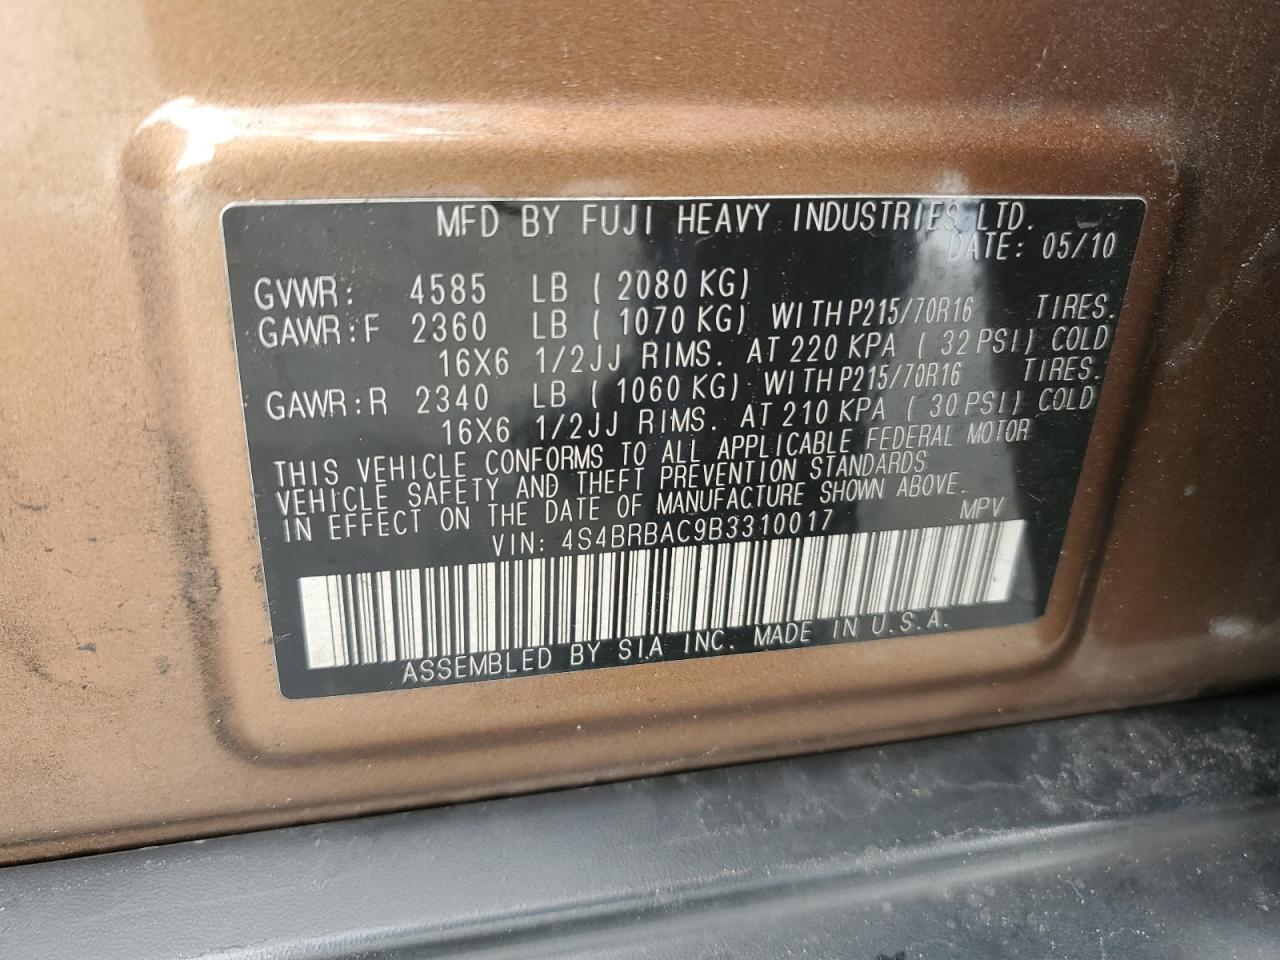 MFD BY FUJI HEAVY INDUSTRIES LTD.
DATE: 05/10
GVWR: 4585 LB ( 2080 KG)
GAWR:F 2360 LB ( 1070 KG) WITH P215/70R16 TIRES.
16X6 1/2JJ RIMS. AT 220 KPA ( 32 PSI) COLD
GAWR:R 2340 LB ( 1060 KG) WITH P215/70R16 TIRES.
16X6 1/2JJ RIMS. AT 210 KPA ( 30 PSI) COLD
THIS VEHICLE CONFORMS TO ALL APPLICABLE FEDERAL MOTOR
VEHICLE SAFETY AND THEFT PREVENTION STANDARDS
IN EFFECT ON THE DATE OF MANUFACTURE SHOWN ABOVE.
VIN: 4S4BRBAC9B3310017 MPV
ASSEMBLED BY SIA INC. MADE IN U.S.A.